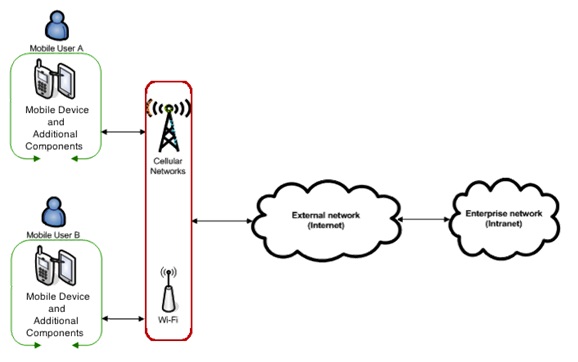 Mobile User A
Mobile Device
and
Additional
Components
Cellular
Networks
External network
(Internet)
Enterprise network
(Intranet)
Mobile User B
Mobile Device
and
Additional
Components
Wi-Fi